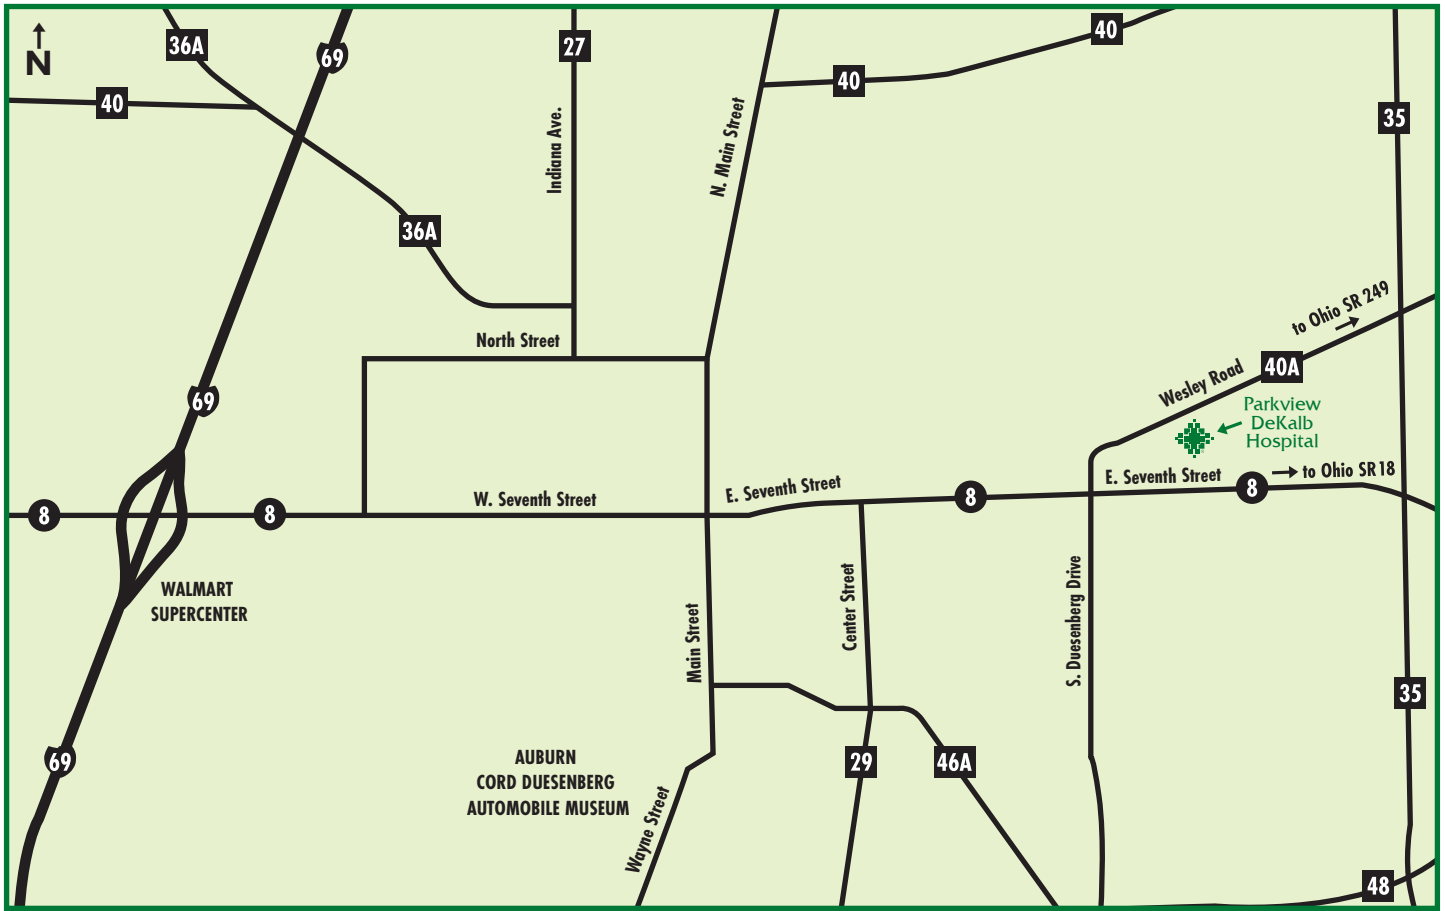 36A
69
27
40
N
40
40
35
Indiana Ave.
N. Main Street
36A
to Ohio SR 249
North Street
40A
Wesley Road
69
Parkview
DeKalb
Hospital
to Ohio SR18
E. Seventh Street
8
W. Seventh Street
E. Seventh Street
8
8
8
WALMART
SUPERCENTER
Main Street
Center Street
S. Duesenberg Drive
35
69
AUBURN
CORD DUESENBERG
AUTOMOBILE MUSEUM
29
46A
Wayne Street
48